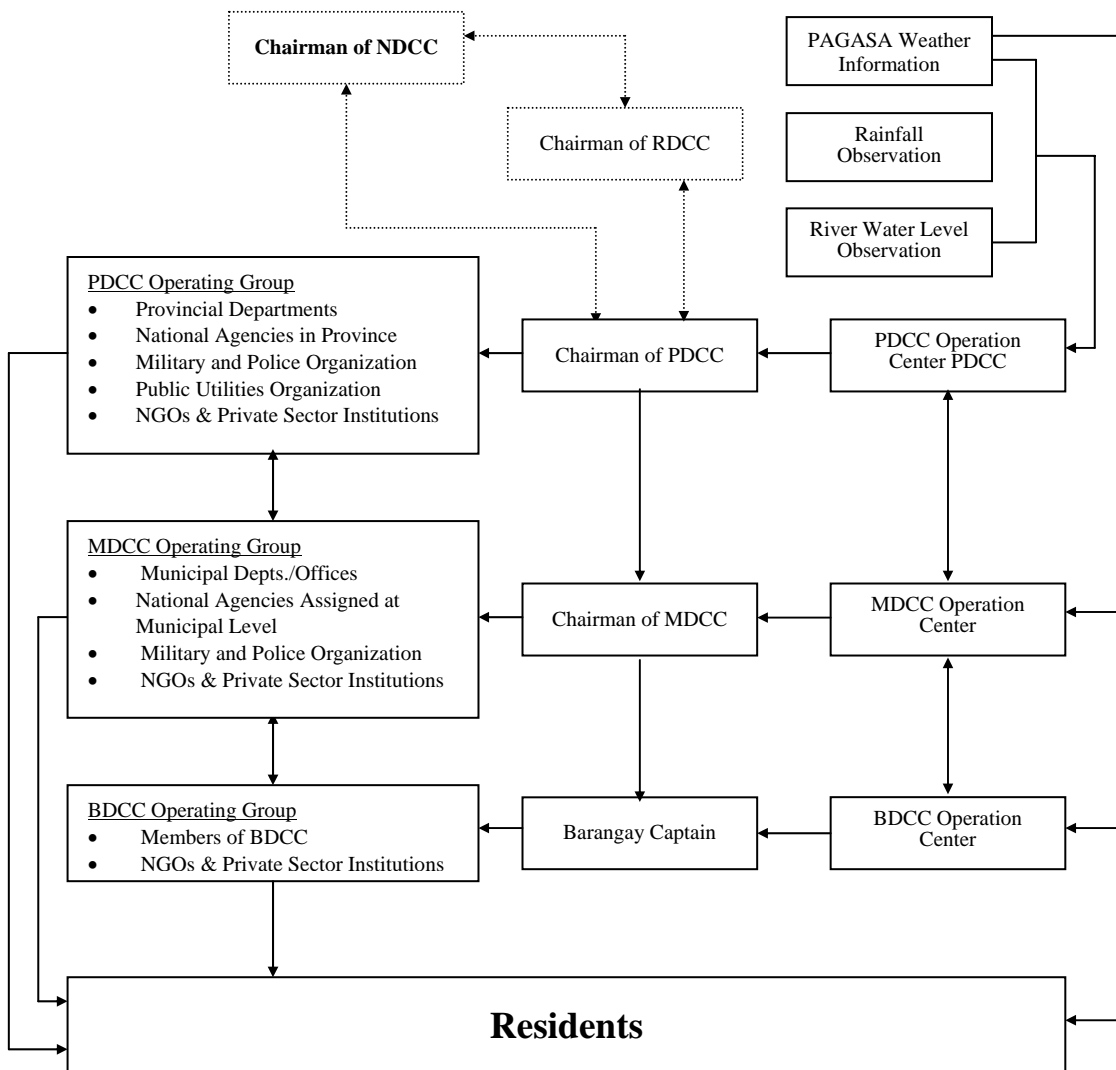 Chairman of NDCC
PAGASA Weather
Information
Chairman of RDCC
Rainfall
Observation
River Water Level
Observation
PDCC Operating Group
• Provincial Departments
• National Agencies in Province
• Military and Police Organization
• Public Utilities Organization
• NGOs & Private Sector Institutions
Chairman of PDCC
PDCC Operation
Center PDCC
MDCC Operating Group
• Municipal Depts./Offices
• National Agencies Assigned at
Municipal Level
• Military and Police Organization
• NGOs & Private Sector Institutions
Chairman of MDCC
MDCC Operation
Center
BDCC Operating Group
• Members of BDCC
• NGOs & Private Sector Institutions
Barangay Captain
BDCC Operation
Center
Residents